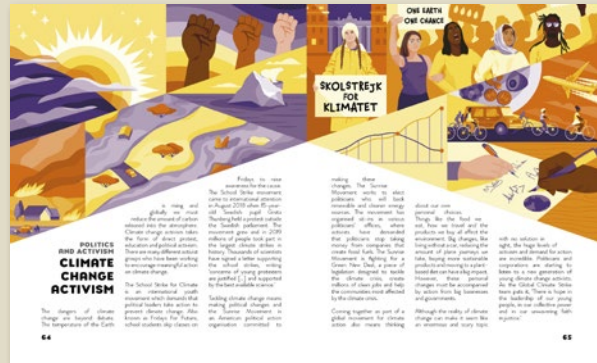 ONE EARTH
ONE CHANCE
SKOLSTREJK
FOR
KLIMATET
POLITICS
AND ACTIVISM
CLIMATE
CHANGE
ACTIVISM
The dangers of climate
change are beyond debate.
The temperature of the Earth
is rising and
globally we must
reduce the amount of carbon
released into the atmosphere.
Climate change activism takes
the form of direct protest,
education and political activism.
There are many different activist
groups who have been working
to encourage meaningful action
on climate change.
The School Strike for Climate
is an international youth
movement which demands that
political leaders take action to
prevent climate change. Also
known as Fridays For Future,
school students skip classes on
Fridays to raise
awareness for the cause.
The School Strike movement
came to international attention
in August 2018 when 15-year-
old Swedish pupil Greta
Thunberg held a protest outside
the Swedish parliament. The
movement grew and in 2019
millions of people took part in
the largest climate strikes in
history. Thousands of scientists
have signed a letter supporting
the school strikes, writing
'concerns of young protesters
are justified [...] and supported
by the best available science.'
Tackling climate change means
making political changes and
the Sunrise Movement is
an American political action
organisation committed to
making these
changes. The Sunrise
Movement works to elect
politicians who will back
renewable and cleaner energy
sources. The movement has
organised sit-ins in various
politicians' offices, where
activists have demanded
that politicians stop taking
money from companies that
create fossil fuels. The Sunrise
Movement is fighting for a
Green New Deal, a piece of
legislation designed to tackle
the climate crisis, create
millions of clean jobs and help
the communities most affected
by the climate crisis.
Coming together as part of a
global movement for climate
action also means thinking
about our own
personal choices.
Things like the food we
eat, how we travel and the
products we buy all affect the
environment. Big changes, like
living without a car, reducing the
amount of plane journeys we
take, buying more sustainable
products and moving to a plant-
based diet can have a big impact.
However, these personal
changes must be accompanied
by action from big businesses
and governments.
Although the reality of climate
change can make it seem like
an enormous and scary topic
with no solution in
sight, the huge levels of
activism and demand for action
are incredible. Politicians and
corporations are starting to
listen to a new generation of
young climate change activists.
As the Global Climate Strike
team puts it, 'There is hope in
the leadership of our young
people, in our collective power
and in our unwavering faith
in justice.'
64
65